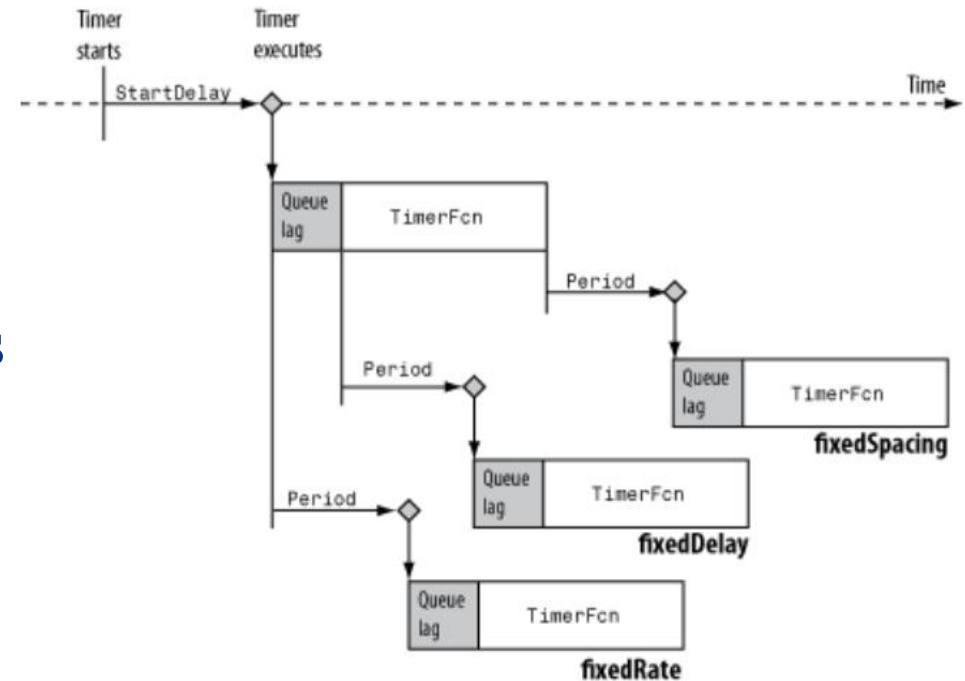 Timer
starts
Timer
executes
StartDelay
Time
Queue
lag
TimerFcn
Period
Queue
lag
TimerFcn
fixedSpacing
Period
Queue
lag
TimerFcn
fixedDelay
Period
Queue
lag
TimerFcn
fixedRate